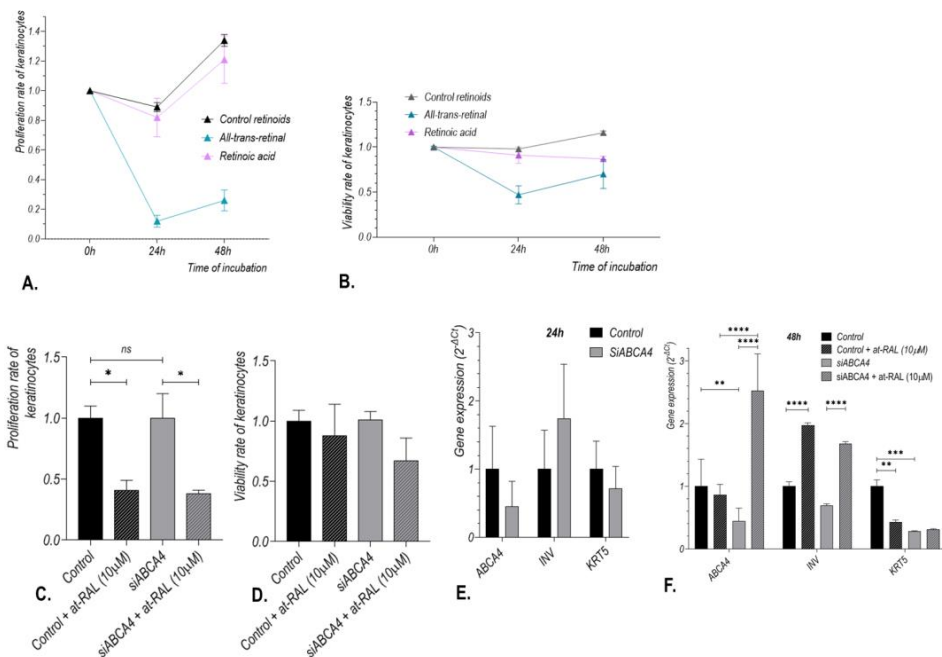 Proliferation rate of keratinocytes
1.4
1.2
1.0
0.8
0.6
0.4
0.2
0.0
Control retinoids
All-trans-retinal
Retinoic acid
0h
24h
48h
Time of incubation
A.
Viability rate of keratinocytes
1.5
1.0
0.5
0.0
Control retinoids
All-trans-retinal
Retinoic acid
0h
24h
48h
Time of incubation
B.
Proliferation rate of
keratinocytes
1.5
1.0
0.5
0.0
ns
*
*
Control
Control + at-RAL (10μM)
siABCA4
siABCA4 + at-RAL (10μM)
C.
Viability rate of keratinocytes
1.5
1.0
0.5
0.0
Control
Control + at-RAL (10μM)
siABCA4
siABCA4 + at-RAL (10μM)
D.
Gene expression (2^-ΔCt)
3
2
1
0
24h
Control
SiABCA4
ABCA4
INV
KRT5
E.
Gene expression (2^-ΔCt)
3
2
1
0
48h
Control
Control + at-RAL (10μM)
siABCA4
siABCA4 + at-RAL (10μM)
****
****
**
****
****
***
**
ABCA4
INV
KRT5
F.